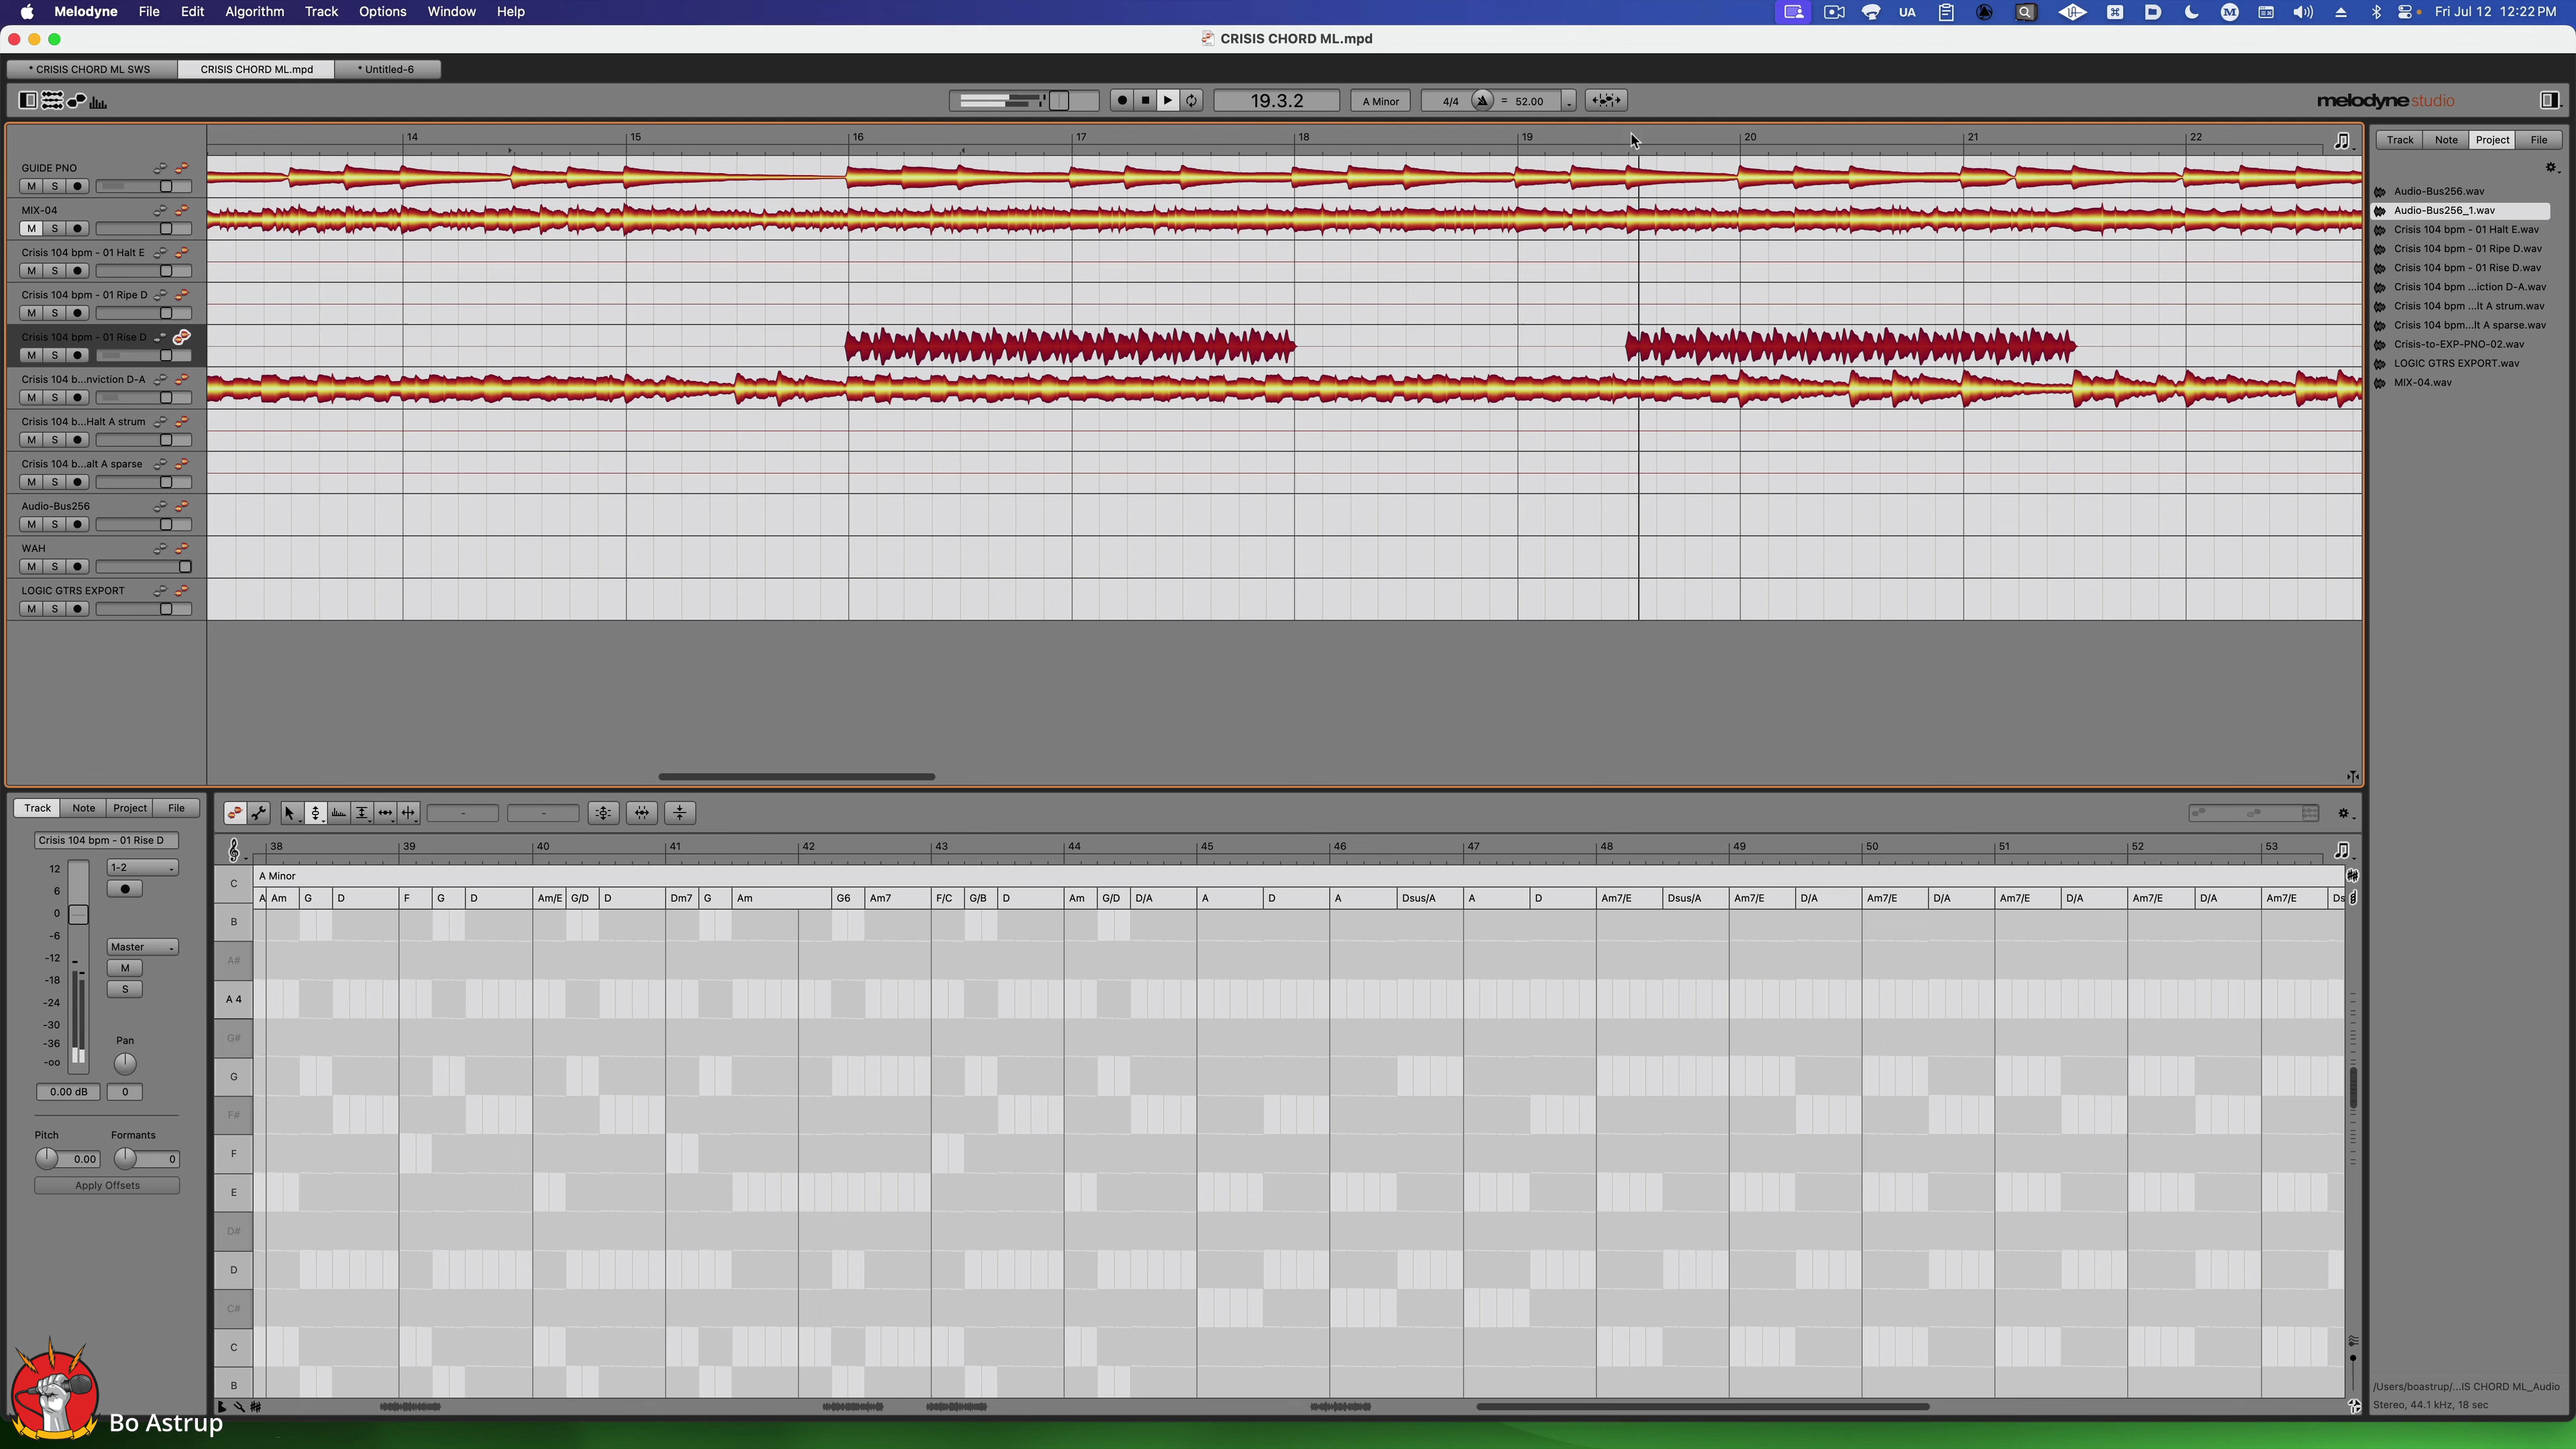 Melodyne File Edit Algorithm Track Options Window Help UA Fri Jul 12 12:22 PM
CRISIS CHORD ML.mpd
* CRISIS CHORD ML SWS CRISIS CHORD ML.mpd * Untitled-6
19.3.2 A Minor 4/4 = 52.00 melodyne studio
14 15 16 17 18 19 20 21 22
Track Note Project File
GUIDE PNO
M S
MIX-04
M S
Crisis 104 bpm - 01 Halt E
M S
Crisis 104 bpm - 01 Ripe D
M S
Crisis 104 bpm - 01 Rise D
M S
Crisis 104 b...nviction D-A
M S
Crisis 104 b...Halt A strum
M S
Crisis 104 b...alt A sparse
M S
Audio-Bus256
M S
WAH
M S
LOGIC GTRS EXPORT
M S
Audio-Bus256.wav
Audio-Bus256_1.wav
Crisis 104 bpm - 01 Halt E.wav
Crisis 104 bpm - 01 Ripe D.wav
Crisis 104 bpm - 01 Rise D.wav
Crisis 104 bpm ...iction D-A.wav
Crisis 104 bpm ...lt A strum.wav
Crisis 104 bpm...lt A sparse.wav
Crisis-to-EXP-PNO-02.wav
LOGIC GTRS EXPORT.wav
MIX-04.wav
Track Note Project File
Crisis 104 bpm - 01 Rise D
12 1-2
6
0
-6
Master
-12
M
-18
S
-24
-30
-36 Pan
-oo
0.00 dB 0
Pitch Formants
0.00 0
Apply Offsets
- -
38 39 40 41 42 43 44 45 46 47 48 49 50 51 52 53
A Minor
A Am G D F G D Am/E G/D D Dm7 G Am G6 Am7 F/C G/B D Am G/D D/A A D A Dsus/A A D Am7/E Dsus/A Am7/E D/A Am7/E D/A Am7/E D/A Am7/E D/A Am7/E Ds
C
B
A#
A 4
G#
G
F#
F
E
D#
D
C#
C
B
/Users/boastrup/...IS CHORD ML_Audio
Stereo, 44.1 kHz, 18 sec
Bo Astrup